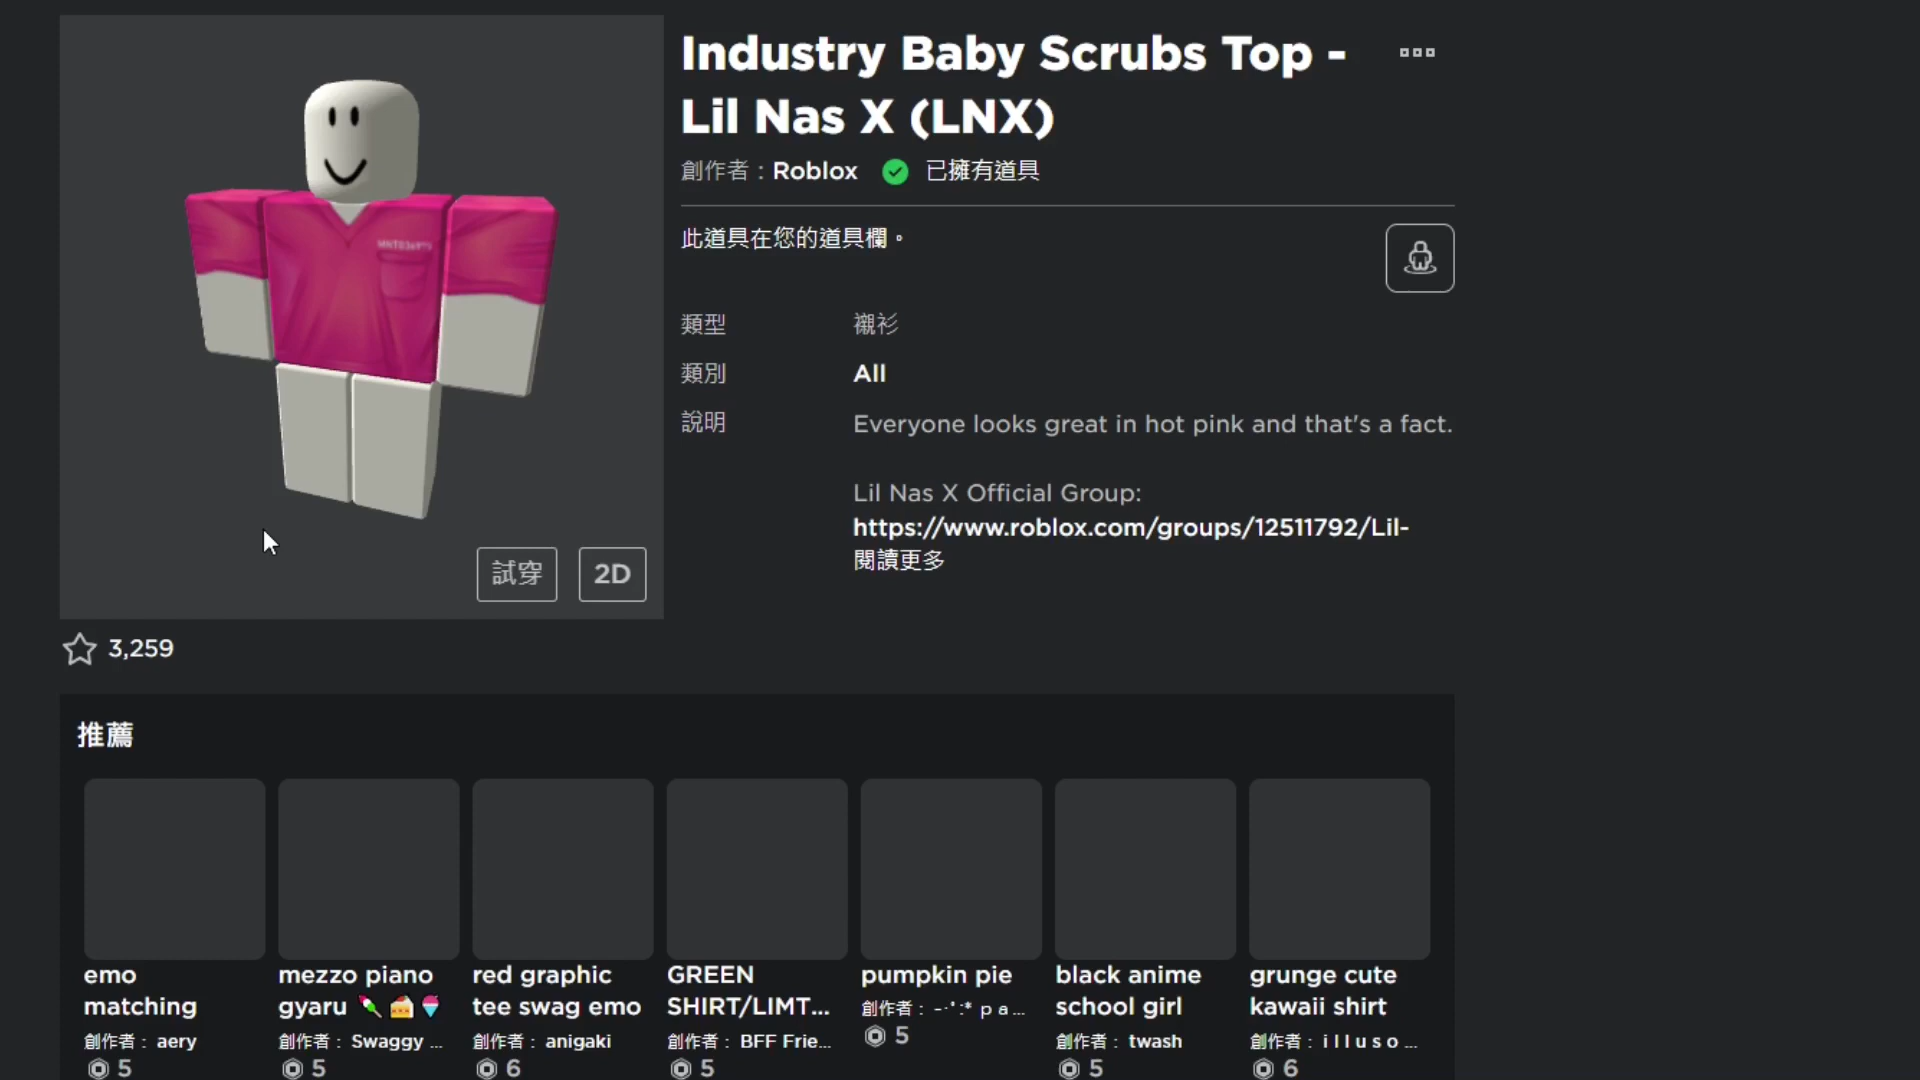 Industry Baby Scrubs Top -
Lil Nas X (LNX)
創作者：Roblox 已擁有道具
此道具在您的道具欄。
類型 襯衫
類別 All
說明 Everyone looks great in hot pink and that's a fact.
Lil Nas X Official Group:
https://www.roblox.com/groups/12511792/Lil-
閱讀更多
試穿 2D
3,259
推薦
emo
matching
創作者： aery
5
mezzo piano
gyaru 🍡 🍰 🍧
創作者： Swaggy ...
5
red graphic
tee swag emo
創作者： anigaki
6
GREEN
SHIRT/LIMT...
創作者： BFF Frie...
5
pumpkin pie
創作者： -·˚:* p a ...
5
black anime
school girl
創作者： twash
5
grunge cute
kawaii shirt
創作者： i l l u s o ...
6